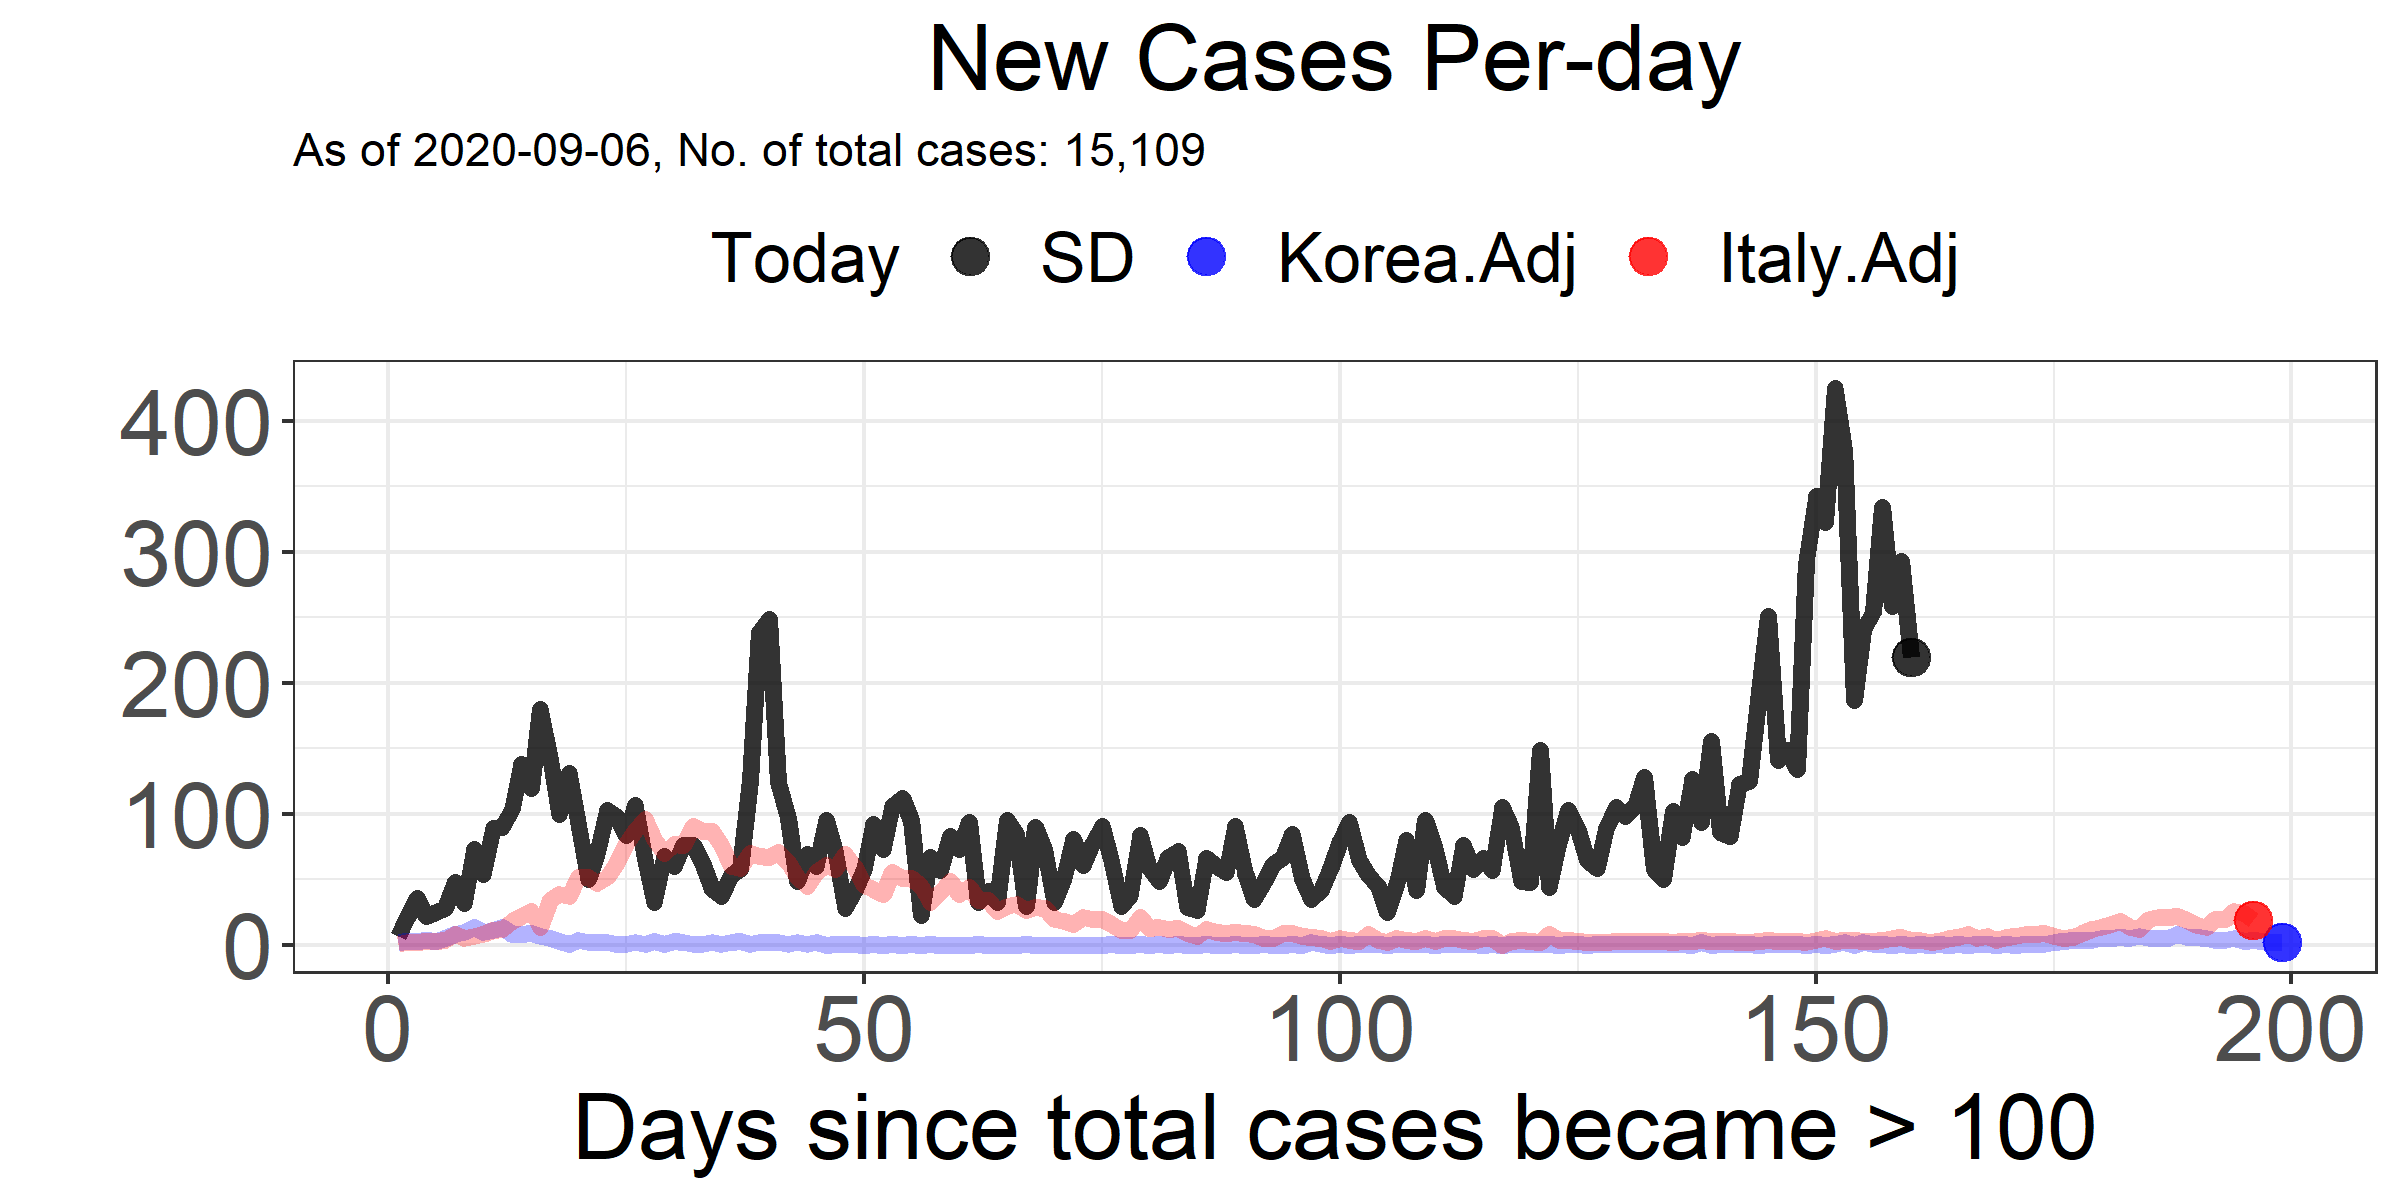 New Cases Per-day
As of 2020-09-06, No. of total cases: 15,109
Today SD Korea.Adj Italy.Adj
400
300
200
100
0
0 50 100 150 200
Days since total cases became > 100